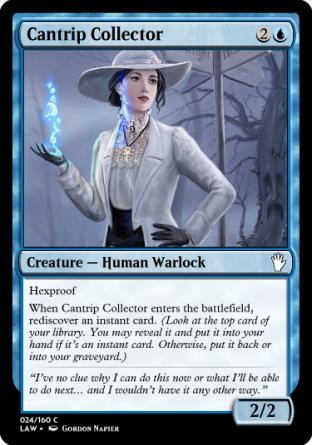 Cantrip Collector 2
Creature — Human Warlock
Hexproof
When Cantrip Collector enters the battlefield,
rediscover an instant card. (Look at the top card
of your library. You may reveal it and put it into
your hand if it's an instant card. Otherwise, put it back or
into your graveyard.)
"I've no clue why I can do this now or what I'll be able
to do next… and I wouldn't have it any other way."
2/2
024/160 C
LAW • Gordon Napier